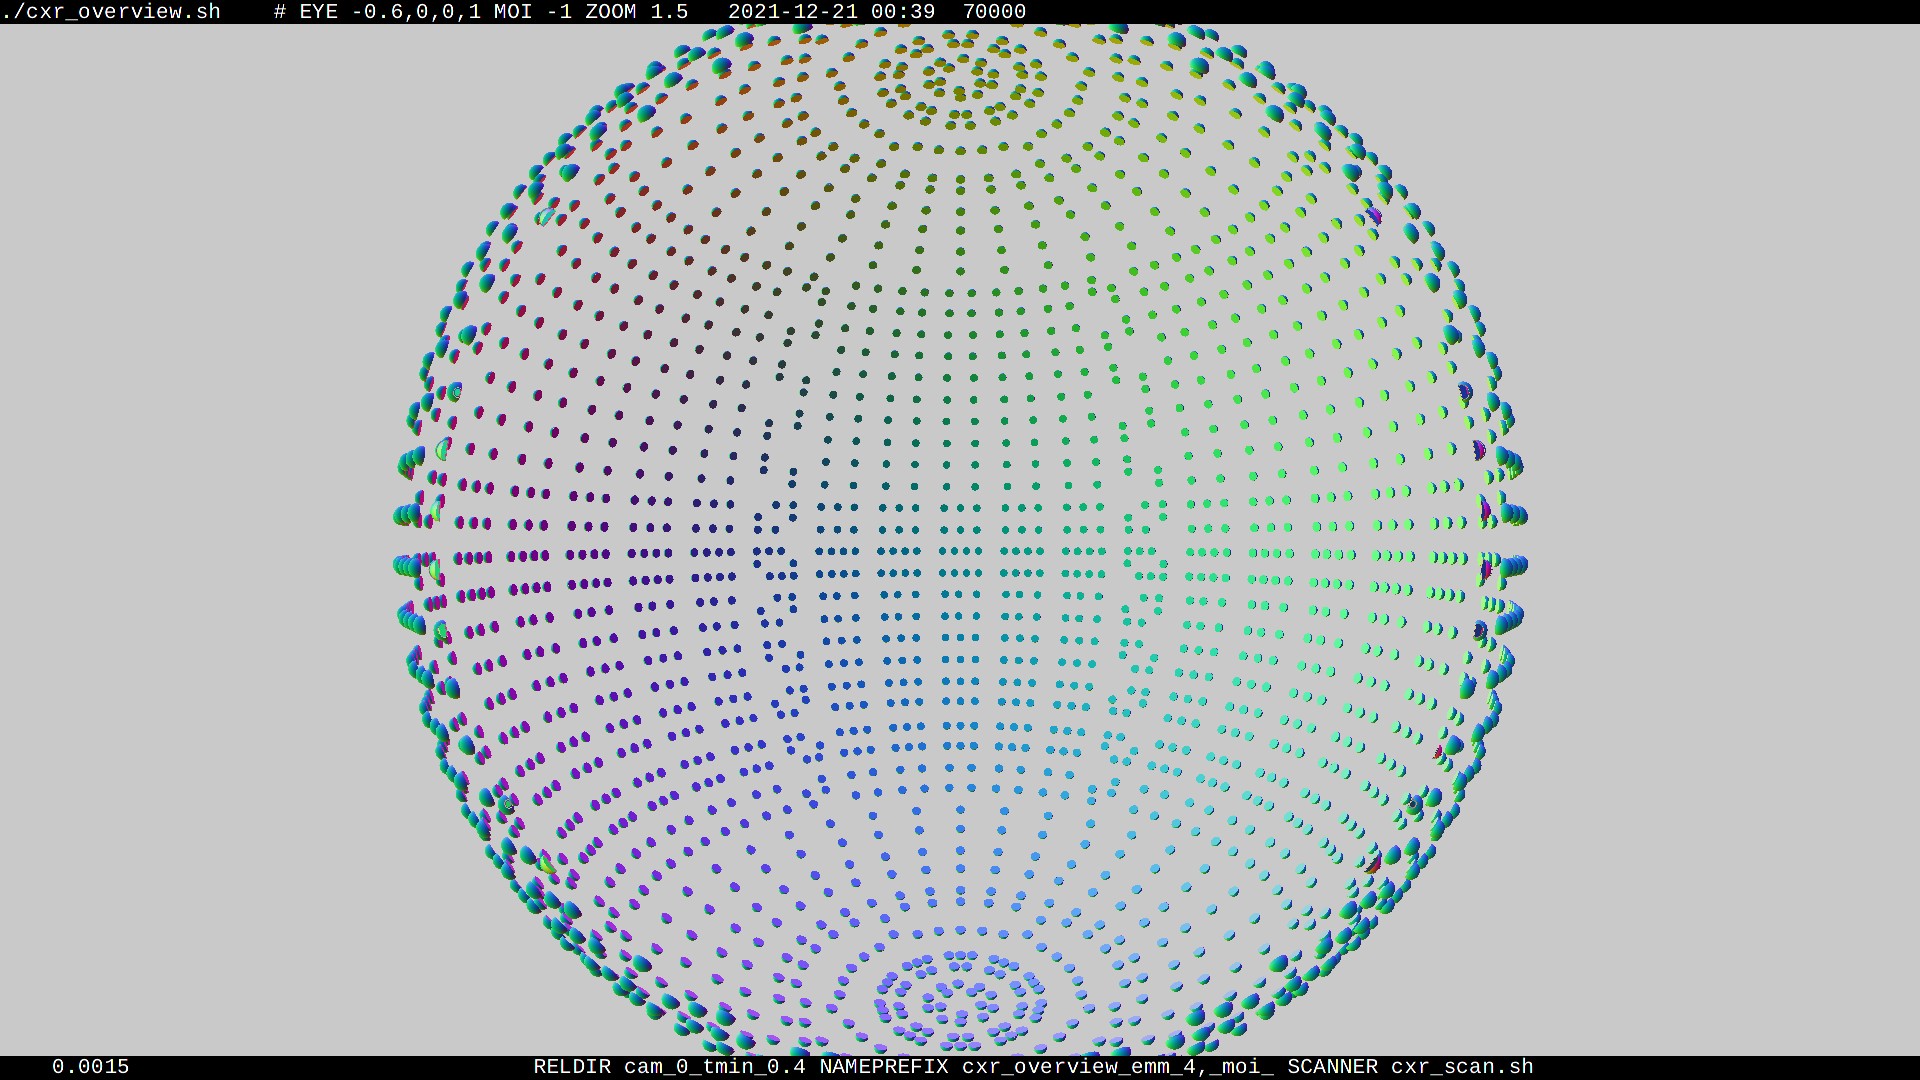 ./cxr_overview.sh # EYE -0.6,0,0,1 MOI -1 ZOOM 1.5 2021-12-21 00:39 70000
0.0015 RELDIR cam_0_tmin_0.4 NAMEPREFIX cxr_overview_emm_4,_moi_ SCANNER cxr_scan.sh